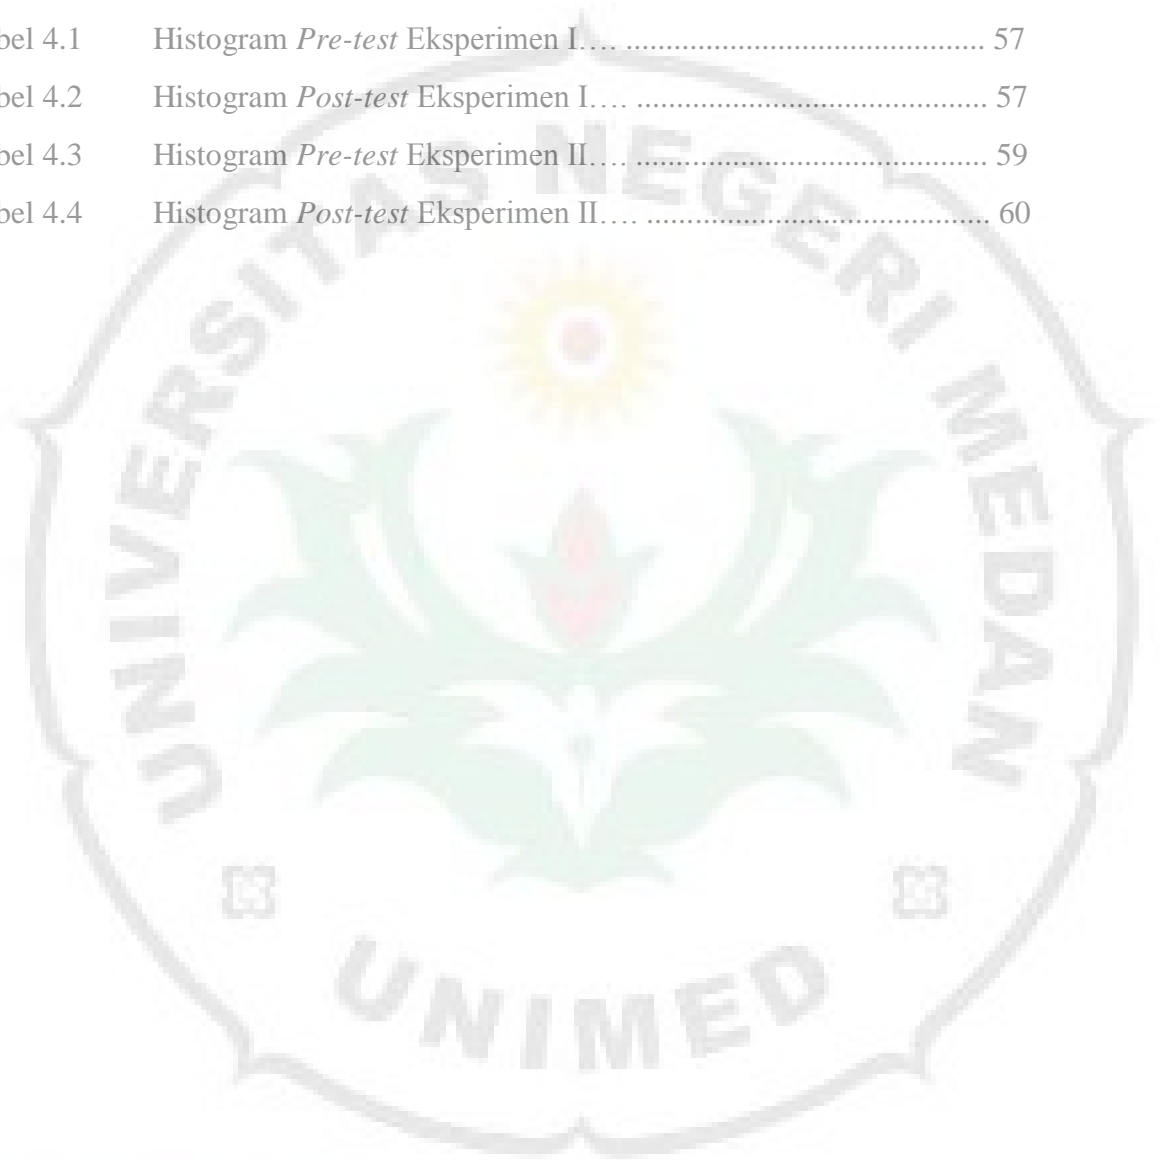 bel 4.1 Histogram Pre-test Eksperimen I…. ............................................. 57
bel 4.2 Histogram Post-test Eksperimen I…. ............................................ 57
bel 4.3 Histogram Pre-test Eksperimen II…. ............................................ 59
bel 4.4 Histogram Post-test Eksperimen II…. ........................................... 60
UNIVERSITAS NEGERI MEDAN
UNIMED